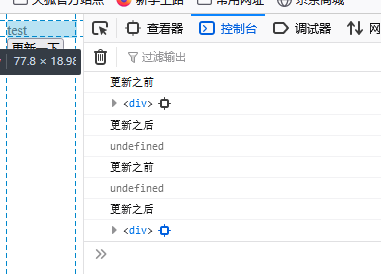 火狐官方站点 新手上路 常用网址 京东商城
test
更新一下
77.8 × 18.98
查看器 控制台 调试器
过滤输出
更新之前
<div>
更新之后
undefined
更新之前
undefined
更新之后
<div>